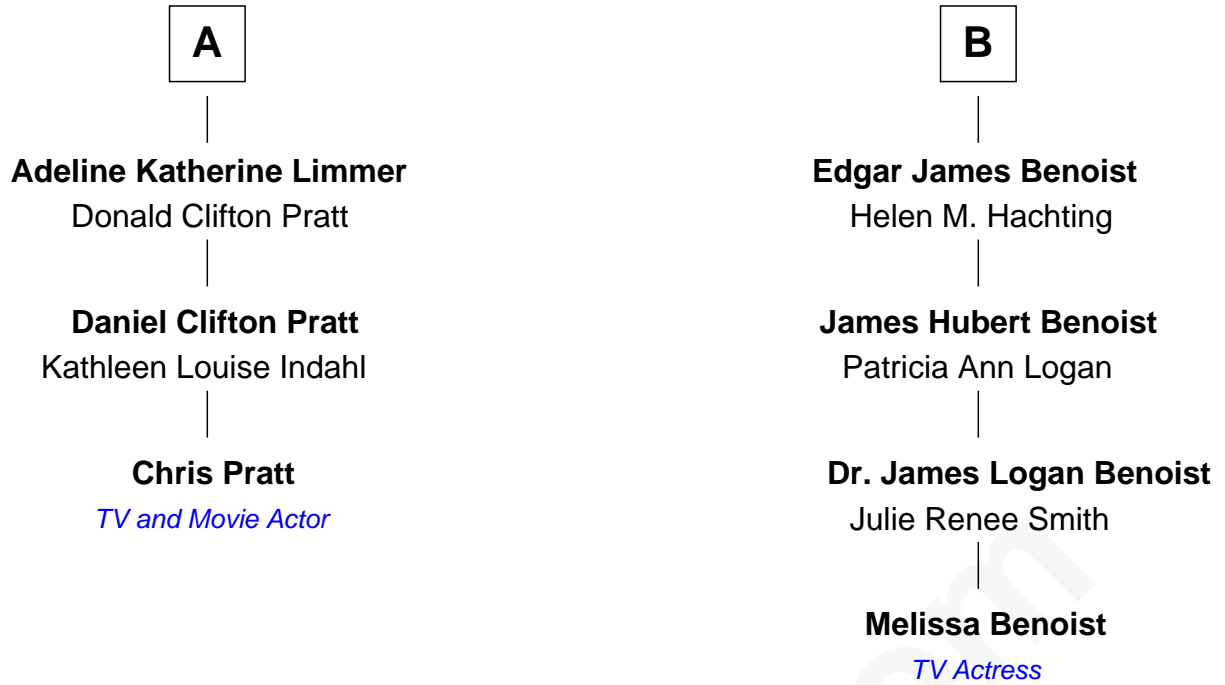 A
Adeline Katherine Limmer
Donald Clifton Pratt
Daniel Clifton Pratt
Kathleen Louise Indahl
Chris Pratt
TV and Movie Actor
B
Edgar James Benoist
Helen M. Hachting
James Hubert Benoist
Patricia Ann Logan
Dr. James Logan Benoist
Julie Renee Smith
Melissa Benoist
TV Actress
om